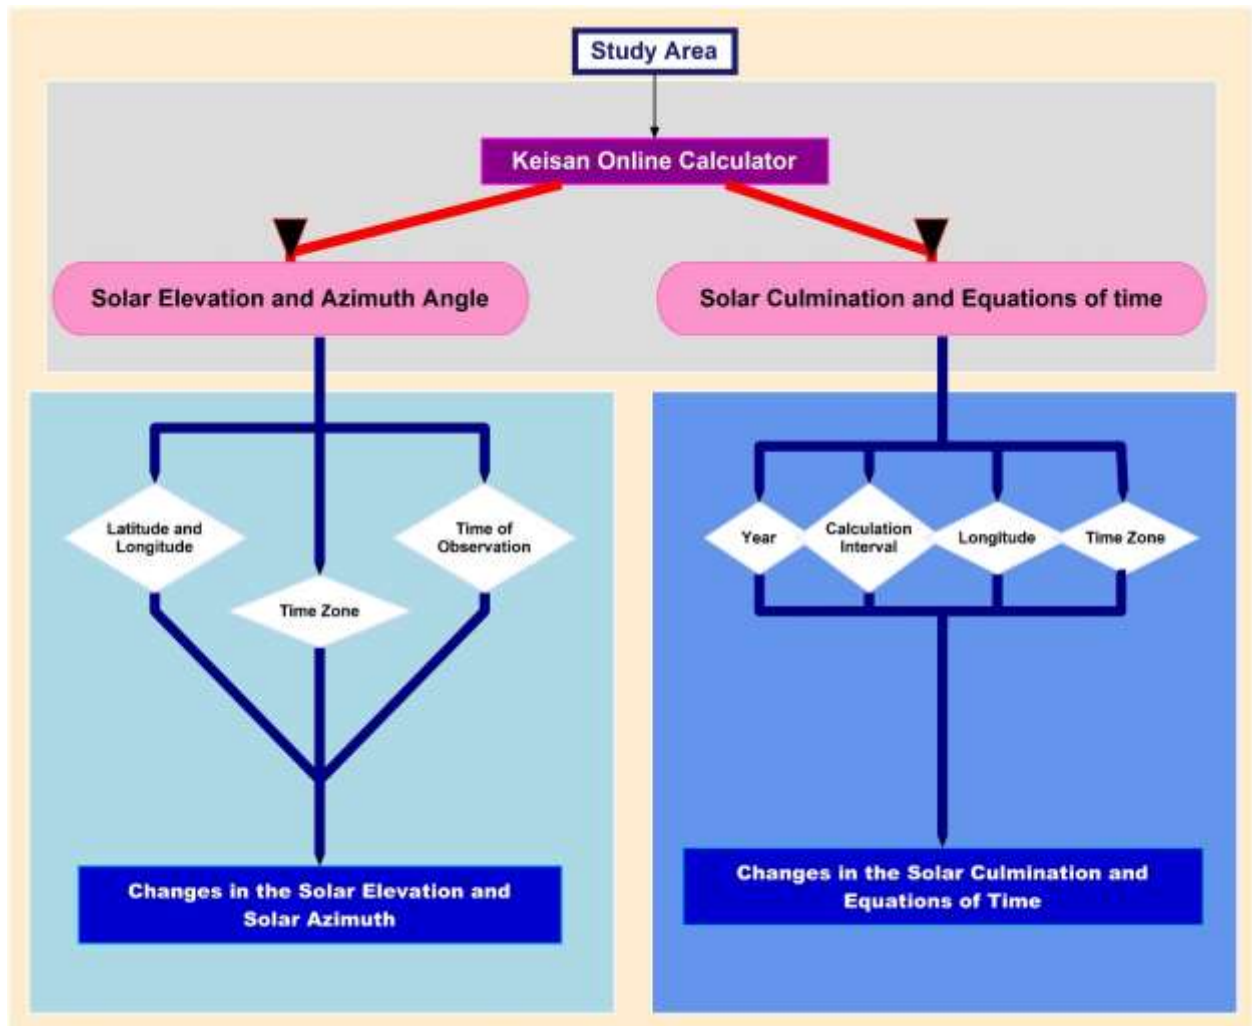 Study Area
Keisan Online Calculator
Solar Elevation and Azimuth Angle
Solar Culmination and Equations of time
Latitude and
Longitude
Time Zone
Time of
Observation
Changes in the Solar Elevation and
Solar Azimuth
Year
Calculation
Interval
Longitude
Time Zone
Changes in the Solar Culmination and
Equations of Time